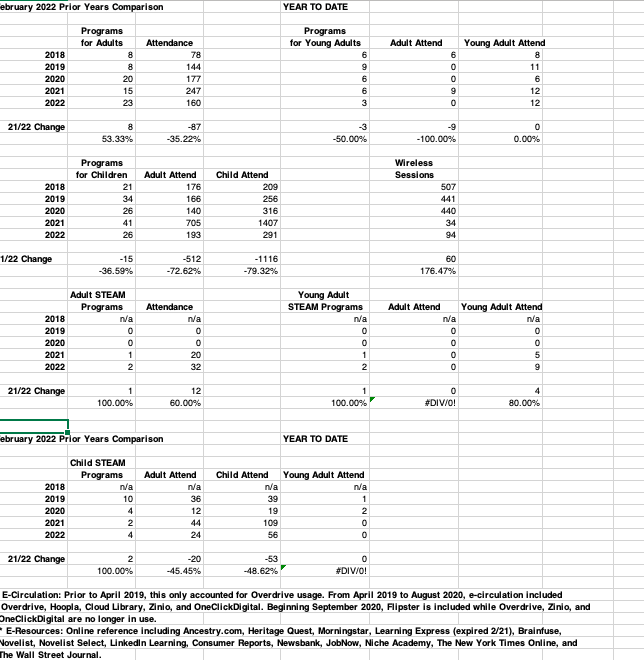 ebruary 2022 Prior Years Comparison YEAR TO DATE
Programs Programs
for Adults Attendance for Young Adults Adult Attend Young Adult Attend
2018 8 78 6 6 8
2019 8 144 9 0 11
2020 20 177 6 0 6
2021 15 247 6 9 12
2022 23 160 3 0 12
21/22 Change 8 -87 -3 -9 0
53.33% -35.22% -50.00% -100.00% 0.00%
Programs Wireless
for Children Adult Attend Child Attend Sessions
2018 21 176 209 507
2019 34 166 256 441
2020 26 140 316 440
2021 41 705 1407 34
2022 26 193 291 94
1/22 Change -15 -512 -1116 60
-36.59% -72.62% -79.32% 176.47%
Adult STEAM Young Adult
Programs Attendance STEAM Programs Adult Attend Young Adult Attend
2018 n/a n/a n/a n/a n/a
2019 0 0 0 0 0
2020 0 0 0 0 0
2021 1 20 1 0 5
2022 2 32 2 0 9
21/22 Change 1 12 1 0 4
100.00% 60.00% 100.00% #DIV/0! 80.00%
ebruary 2022 Prior Years Comparison YEAR TO DATE
Child STEAM
Programs Adult Attend Child Attend Young Adult Attend
2018 n/a n/a n/a n/a
2019 10 36 39 1
2020 4 12 19 2
2021 2 44 109 0
2022 4 24 56 0
21/22 Change 2 -20 -53 0
100.00% -45.45% -48.62% #DIV/0!
E-Circulation: Prior to April 2019, this only accounted for Overdrive usage. From April 2019 to August 2020, e-circulation included
Overdrive, Hoopla, Cloud Library, Zinio, and OneClickDigital. Beginning September 2020, Flipster is included while Overdrive, Zinio, and
OneClickDigital are no longer in use.
* E-Resources: Online reference including Ancestry.com, Heritage Quest, Morningstar, Learning Express (expired 2/21), Brainfuse,
Novelist, Novelist Select, LinkedIn Learning, Consumer Reports, Newsbank, JobNow, Niche Academy, The New York Times Online, and
The Wall Street Journal.